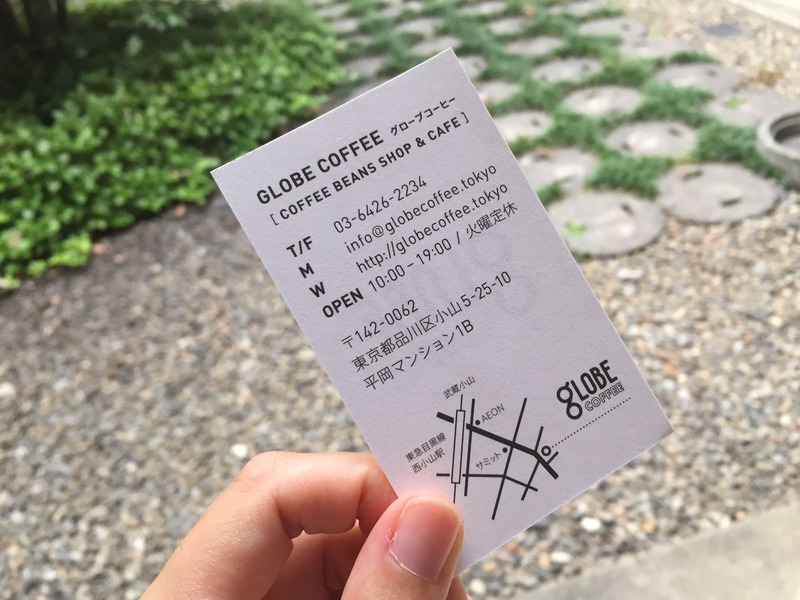 GLOBE COFFEE グローブコーヒー
[ COFFEE BEANS SHOP & CAFE ]
T/F 03-6426-2234
M info@globecoffee.tokyo
W http://globecoffee.tokyo
OPEN 10:00 – 19:00 / 火曜定休
〒142-0062
東京都品川区小山5-25-10
平岡マンション1B
武蔵小山
AEON
東急目黒線
西小山駅
サミット
gLOBE
COFFEE